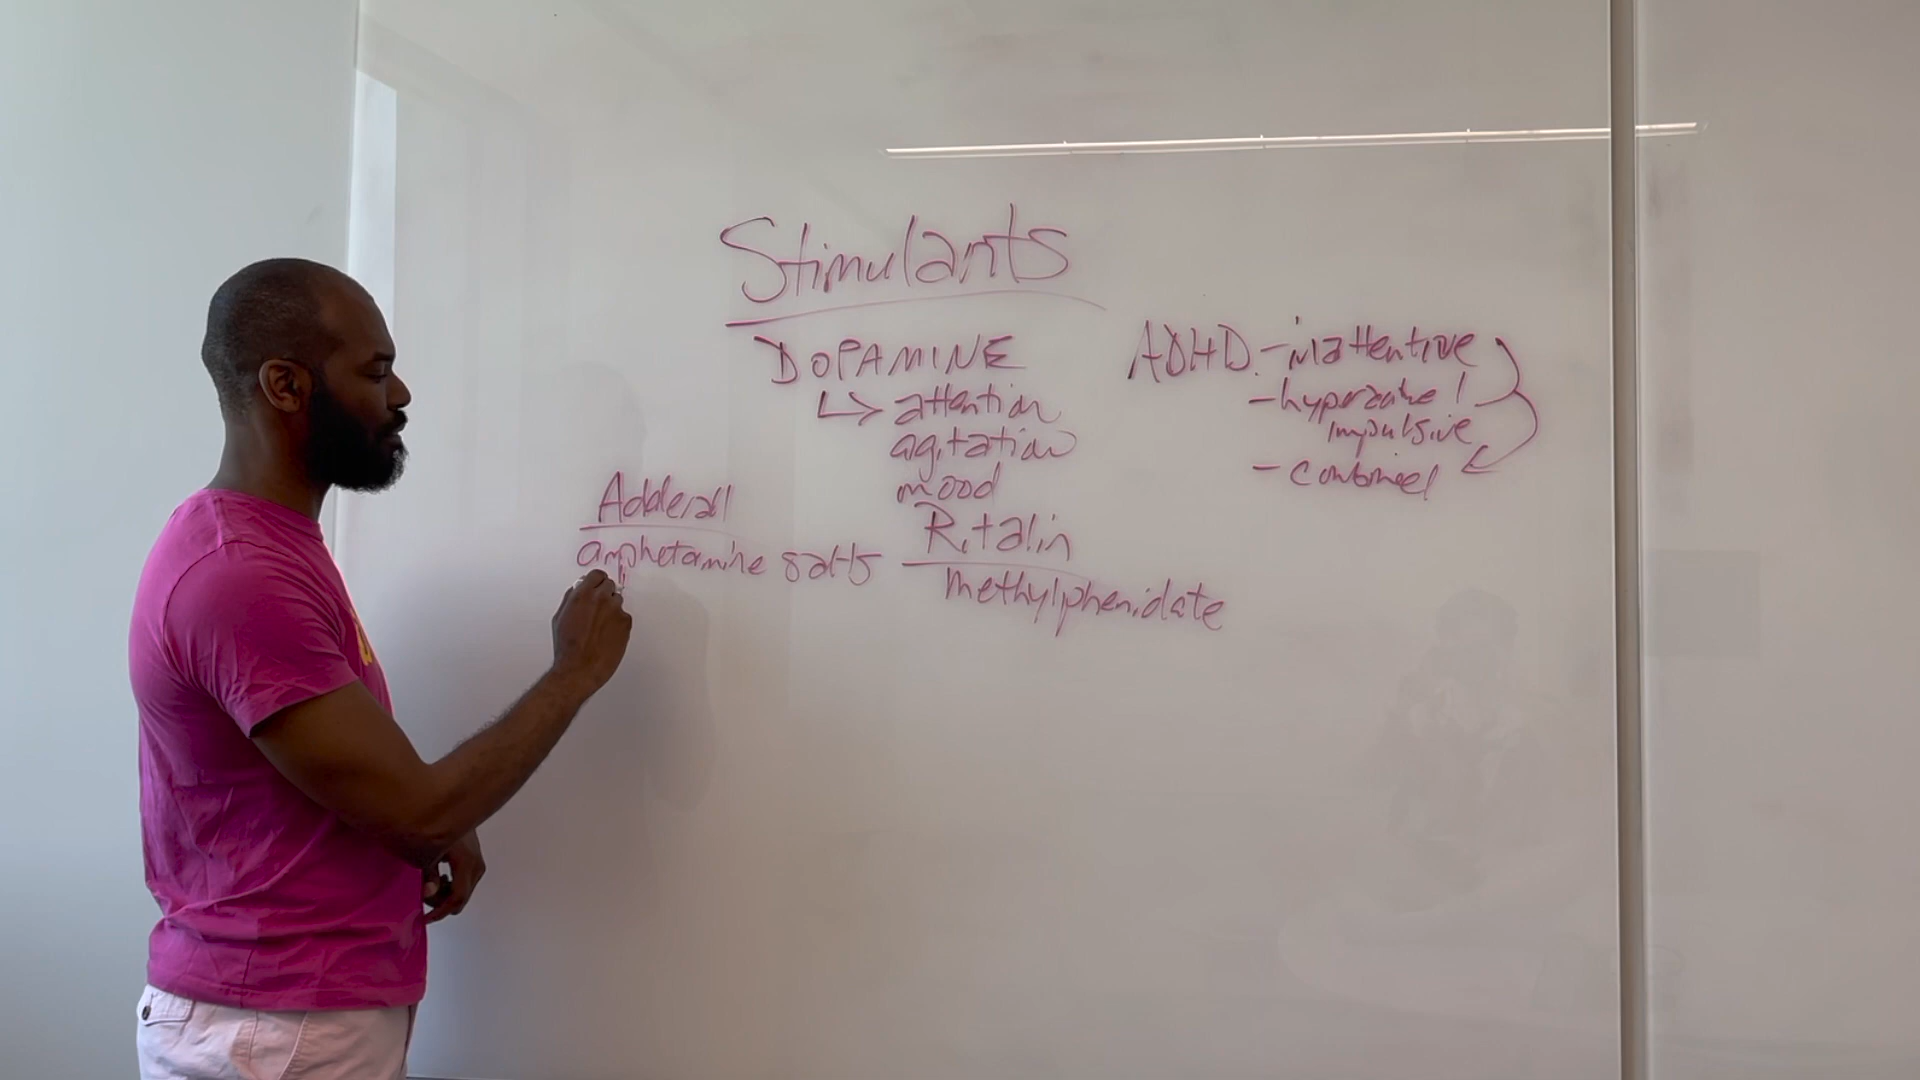 Stimulants
DOPAMINE
↳ attention
agitation
mood
ADHD - inattentive
- hyperactive /
impulsive
- combined
Adderall
amphetamine salts
Ritalin
methylphenidate